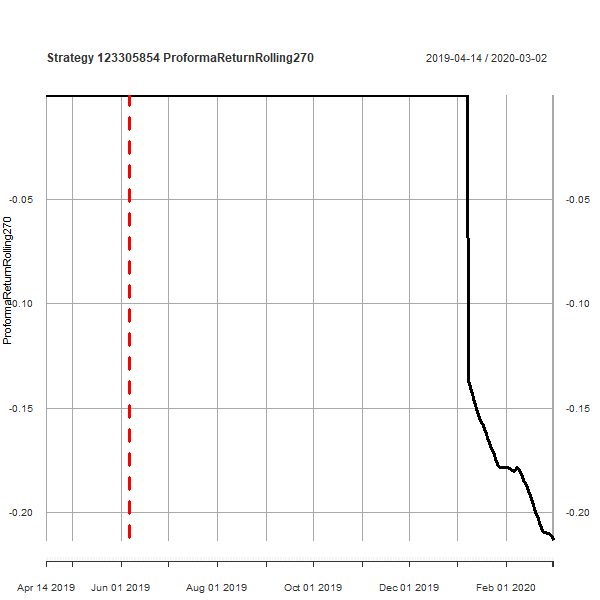 Strategy 123305854 ProformaReturnRolling270
2019-04-14 / 2020-03-02
ProformaReturnRolling270
-0.05
-0.05
-0.10
-0.10
-0.15
-0.15
-0.20
-0.20
Apr 14 2019
Jun 01 2019
Aug 01 2019
Oct 01 2019
Dec 01 2019
Feb 01 2020